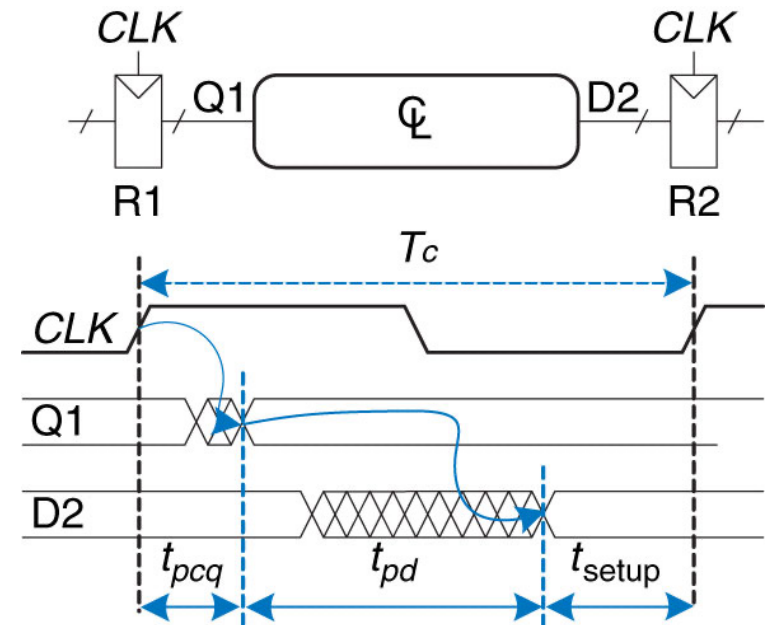 CLK CLK
Q1 CL D2
R1 R2
Tc
CLK
Q1
D2
tpcq tpd tsetup